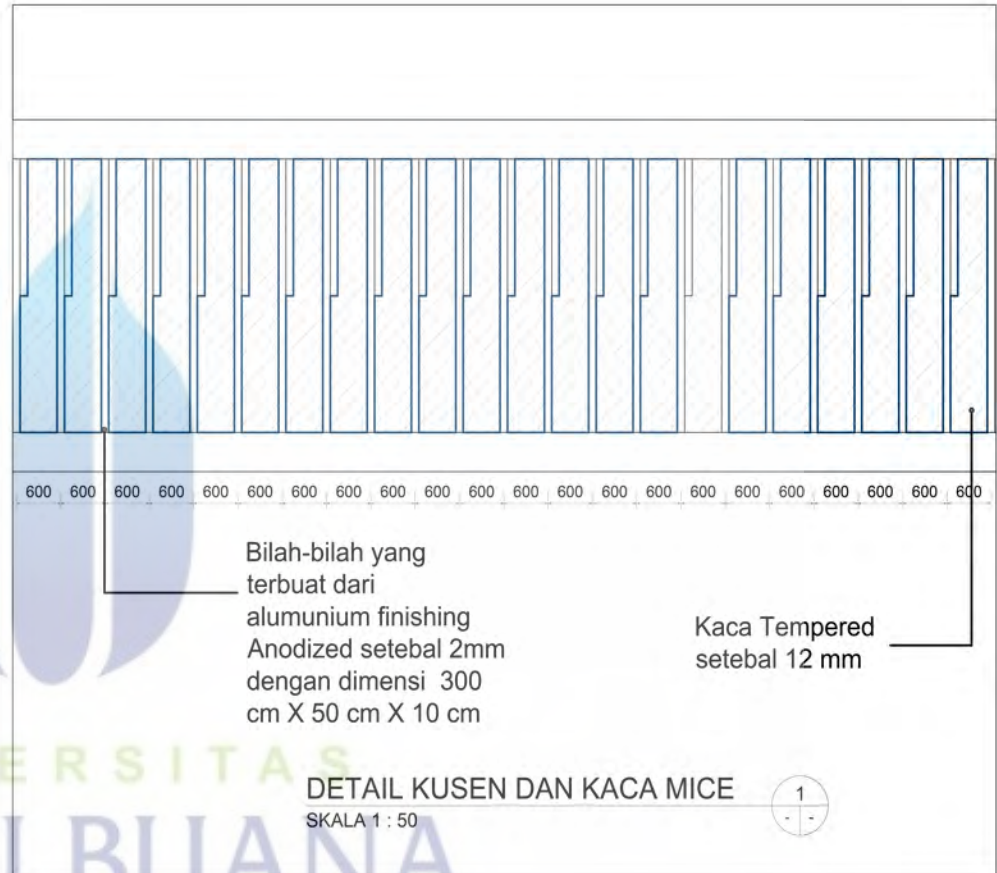 600 600 600 600 600 600 600 600 600 600 600 600 600 600 600 600 600 600 600 600 600 600
Bilah-bilah yang
terbuat dari
alumunium finishing
Anodized setebal 2mm
dengan dimensi 300
cm X 50 cm X 10 cm
Kaca Tempered
setebal 12 mm
ERSITAS
DETAIL KUSEN DAN KACA MICE
1
- -
SKALA 1 : 50
BUANA